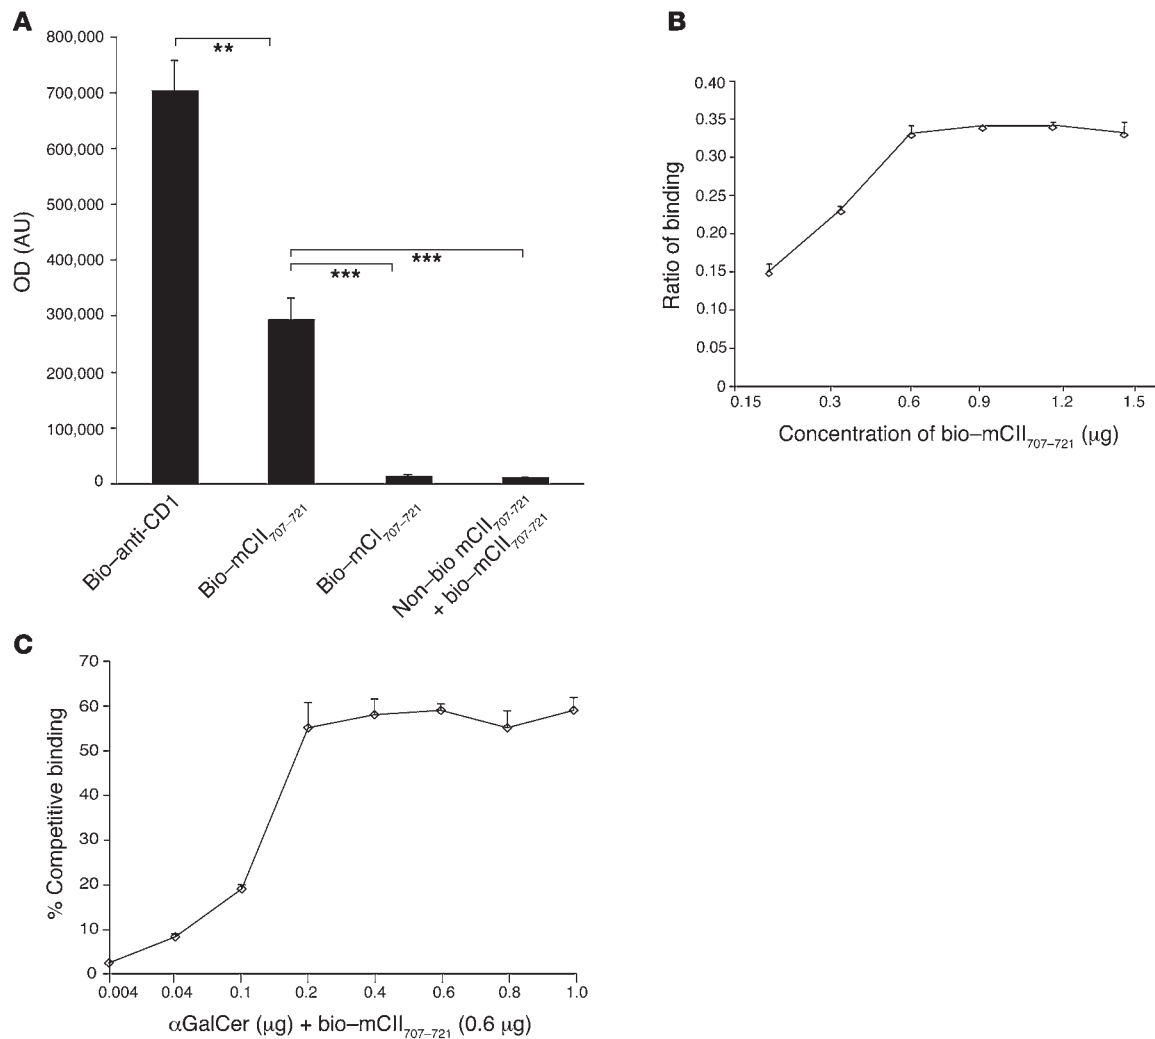 A
800,000
700,000
600,000
500,000
400,000
300,000
200,000
100,000
0
OD (AU)
**
***
***
Bio–anti-CD1
Bio–mCII707–721
Bio–mCI707–721
Non–bio mCII707-721
+ bio–mCII707-721
B
0.40
0.35
0.30
0.25
0.20
0.15
0.10
0.05
0
Ratio of binding
0.15 0.3 0.6 0.9 1.2 1.5
Concentration of bio–mCII707–721 (µg)
C
70
60
50
40
30
20
10
0
% Competitive binding
0.004 0.04 0.1 0.2 0.4 0.6 0.8 1.0
αGalCer (µg) + bio–mCII707–721 (0.6 µg)